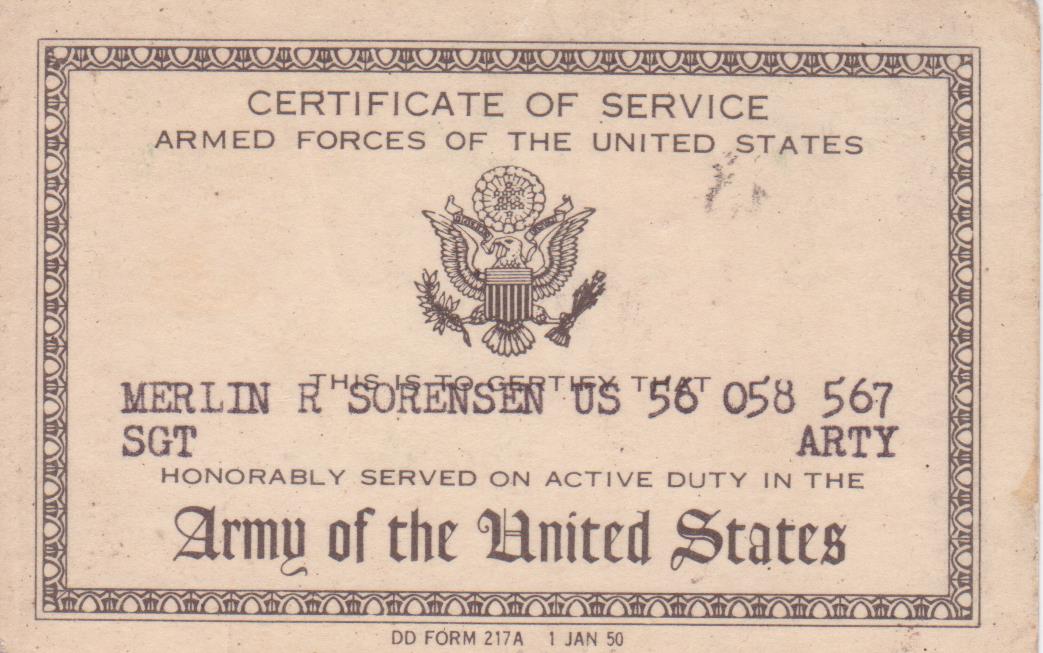 CERTIFICATE OF SERVICE
ARMED FORCES OF THE UNITED STATES
THIS IS TO CERTIFY THAT
MERLIN R SORENSEN US 56 058 567
SGT ARTY
HONORABLY SERVED ON ACTIVE DUTY IN THE
Army of the United States
DD FORM 217A 1 JAN 50